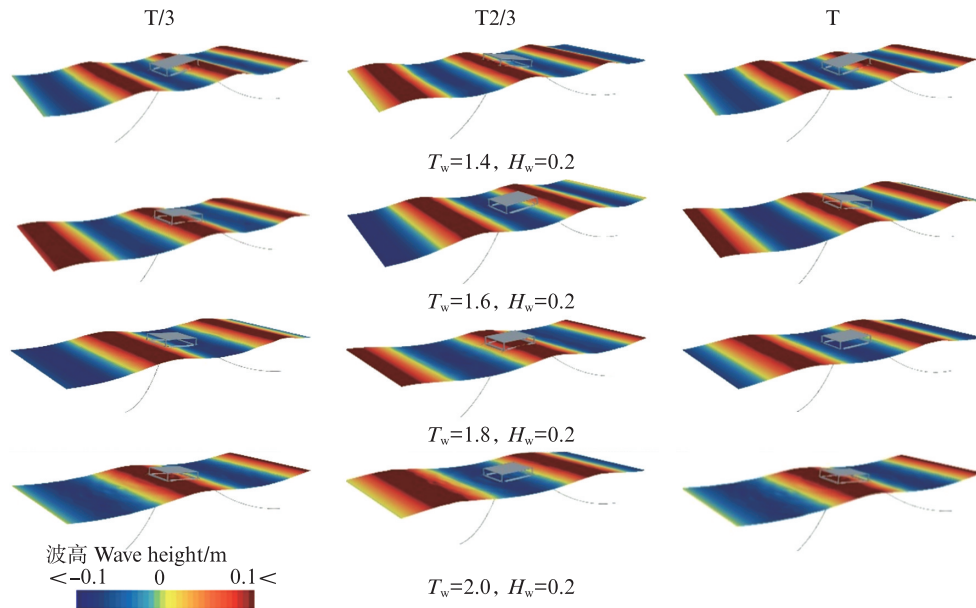 T/3 T2/3 T
Tw=1.4, Hw=0.2
Tw=1.6, Hw=0.2
Tw=1.8, Hw=0.2
波高 Wave height/m
<-0.1 0 0.1<
Tw=2.0, Hw=0.2